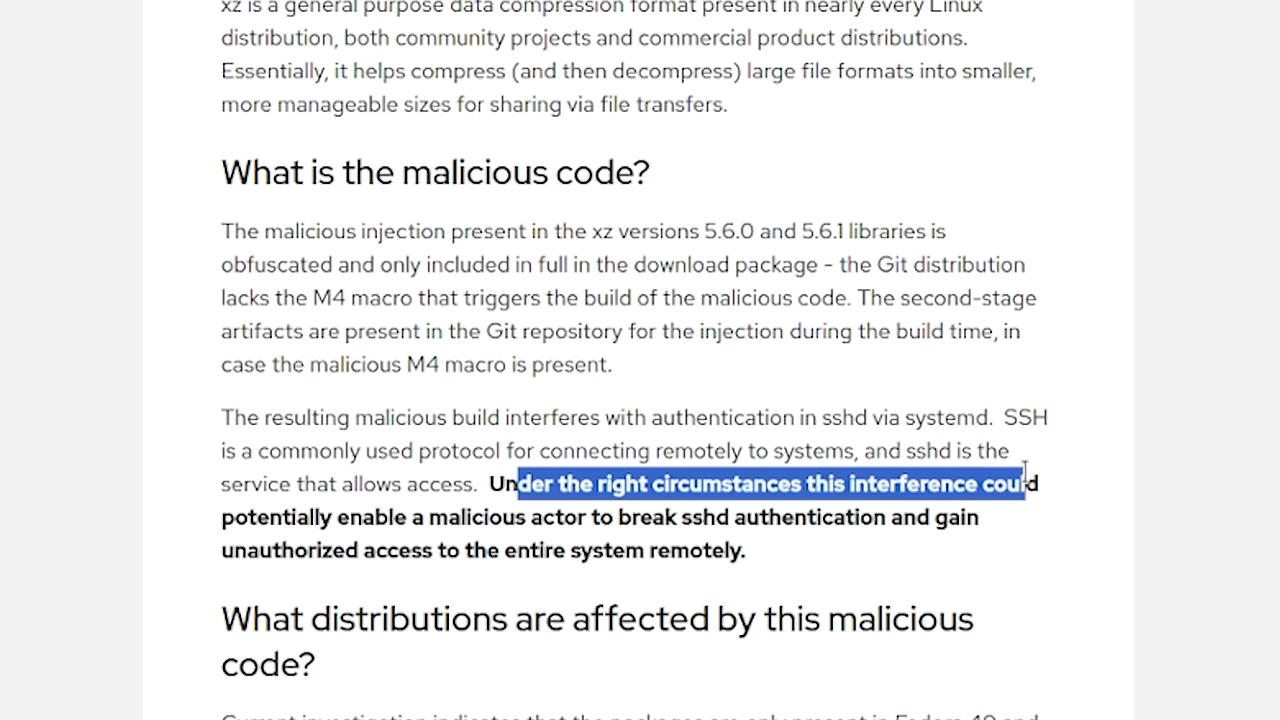 xz is a general purpose data compression format present in nearly every Linux
distribution, both community projects and commercial product distributions.
Essentially, it helps compress (and then decompress) large file formats into smaller,
more manageable sizes for sharing via file transfers.
What is the malicious code?
The malicious injection present in the xz versions 5.6.0 and 5.6.1 libraries is
obfuscated and only included in full in the download package - the Git distribution
lacks the M4 macro that triggers the build of the malicious code. The second-stage
artifacts are present in the Git repository for the injection during the build time, in
case the malicious M4 macro is present.
The resulting malicious build interferes with authentication in sshd via systemd. SSH
is a commonly used protocol for connecting remotely to systems, and sshd is the
service that allows access. Under the right circumstances this interference could
potentially enable a malicious actor to break sshd authentication and gain
unauthorized access to the entire system remotely.
What distributions are affected by this malicious
code?
Current investigation indicates that the packages are only present in Fedora 40 and